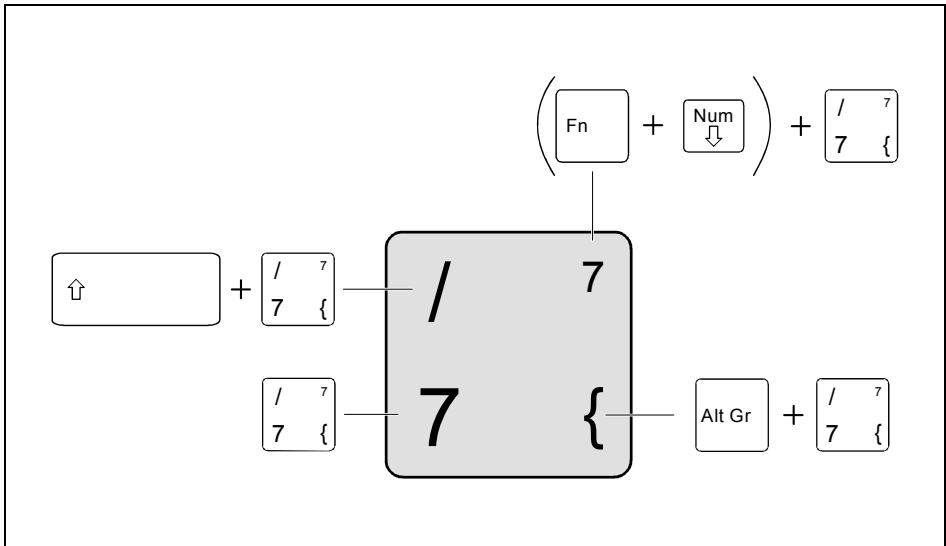 ( Fn + Num ⇩ ) + / 7
7 {
⇧ + / 7
7 {
/ 7
7 {
/ 7
7 {
Alt Gr + / 7
7 {